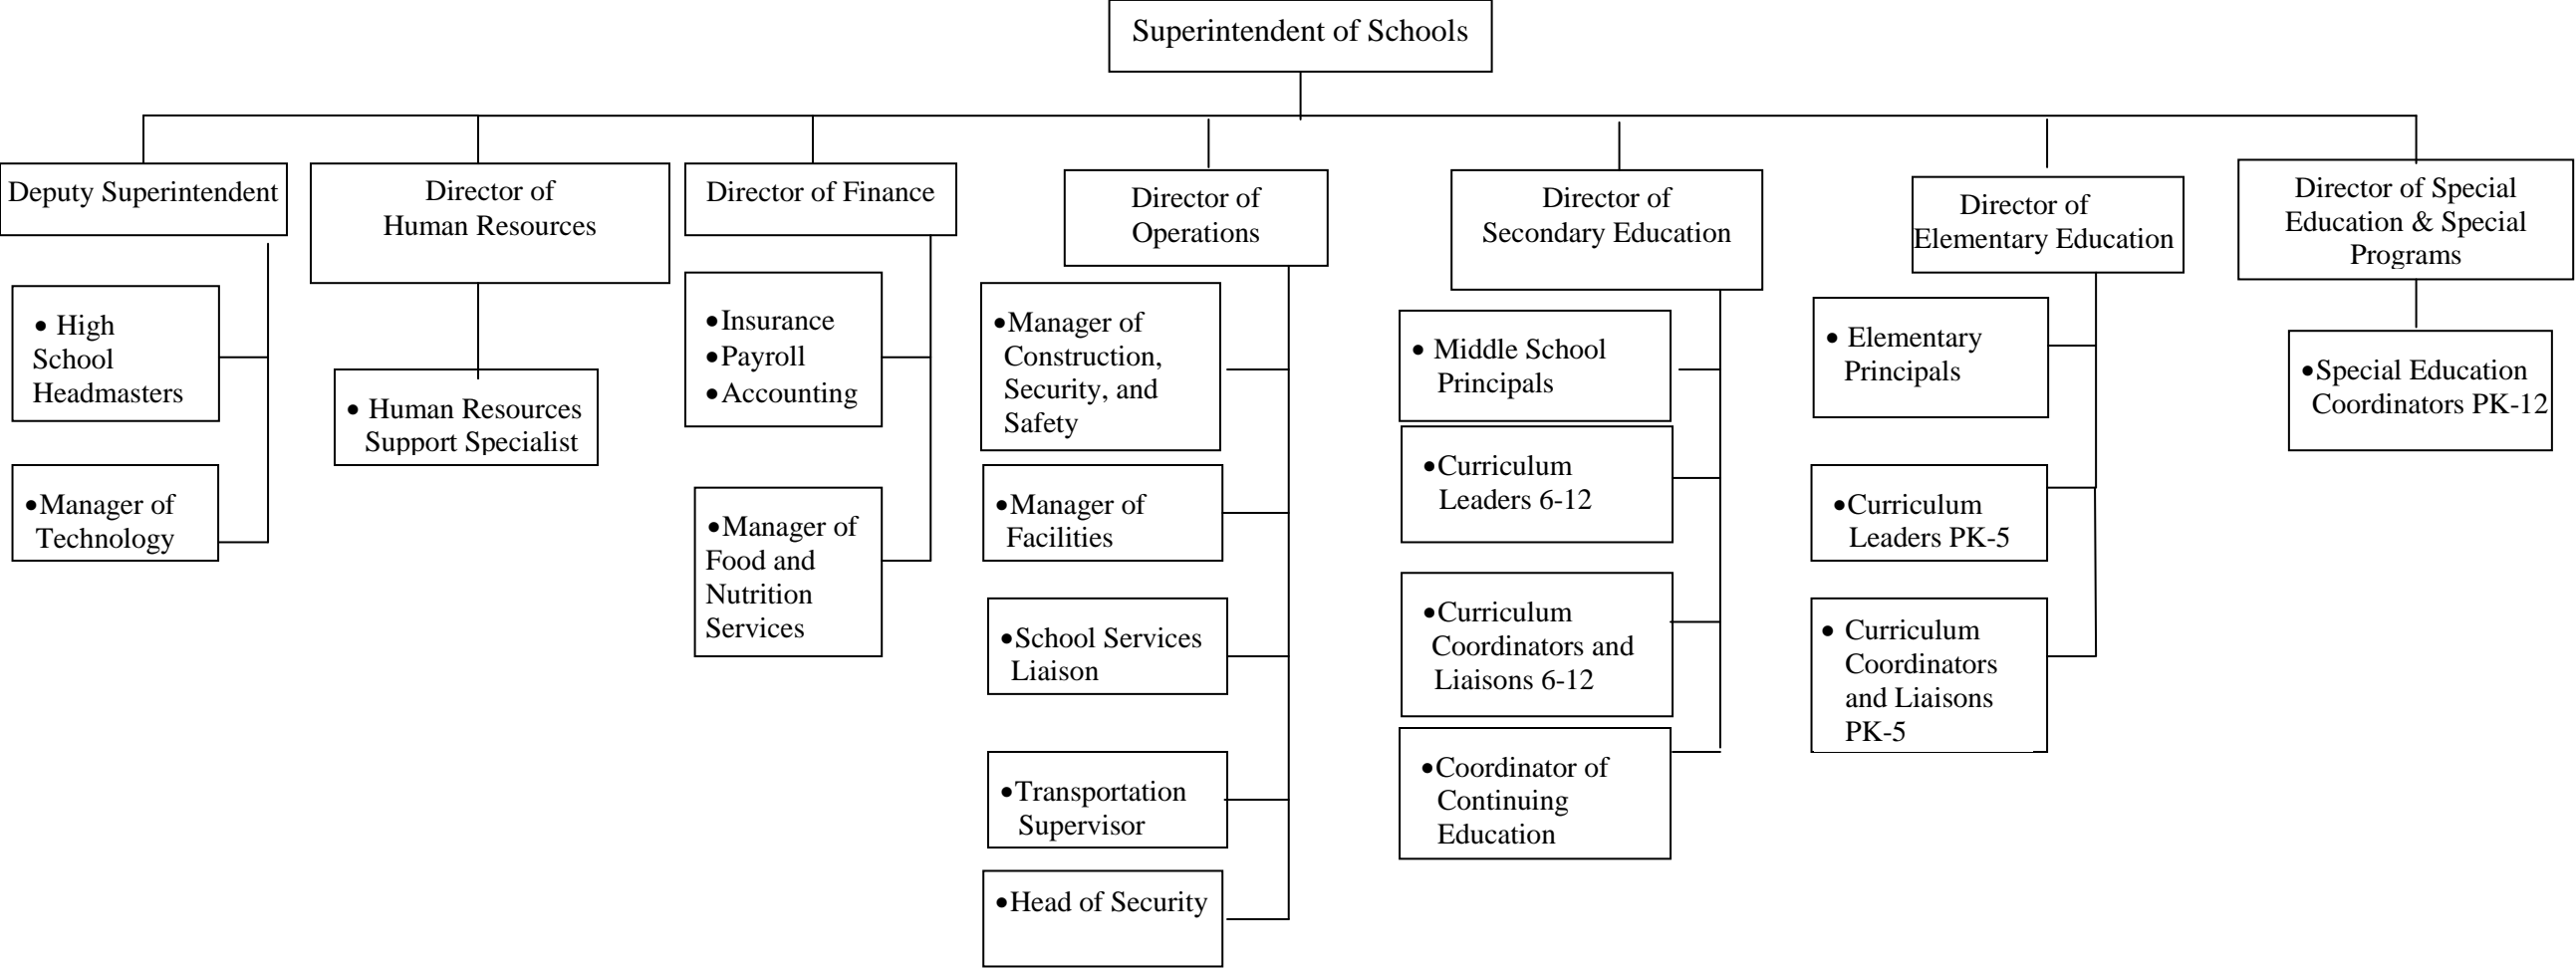 Superintendent of Schools
Deputy Superintendent
Director of
Human Resources
Director of Finance
Director of
Operations
Director of
Secondary Education
Director of
Elementary Education
Director of Special
Education & Special
Programs
• High
School
Headmasters
•Manager of
Technology
• Human Resources
Support Specialist
•Insurance
•Payroll
•Accounting
•Manager of
Food and
Nutrition
Services
•Manager of
Construction,
Security, and
Safety
•Manager of
Facilities
•School Services
Liaison
•Transportation
Supervisor
•Head of Security
• Middle School
Principals
•Curriculum
Leaders 6-12
•Curriculum
Coordinators and
Liaisons 6-12
•Coordinator of
Continuing
Education
• Elementary
Principals
•Curriculum
Leaders PK-5
• Curriculum
Coordinators
and Liaisons
PK-5
•Special Education
Coordinators PK-12